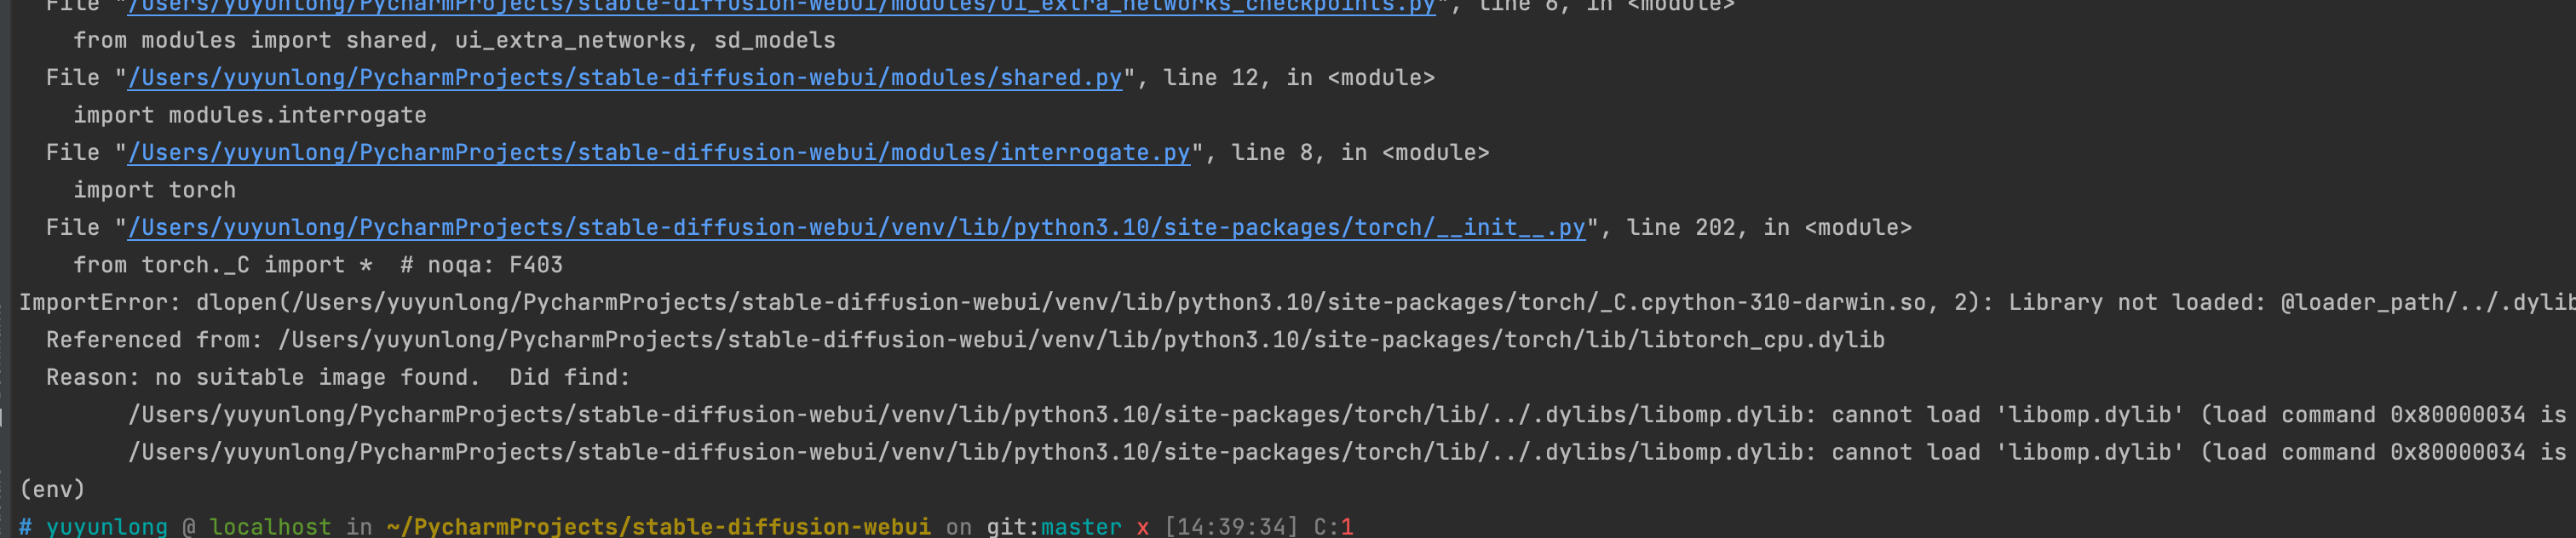 File "/Users/yuyunlong/PycharmProjects/stable-diffusion-webui/modules/ui_extra_networks_checkpoints.py", line 6, in <module>
from modules import shared, ui_extra_networks, sd_models
File "/Users/yuyunlong/PycharmProjects/stable-diffusion-webui/modules/shared.py", line 12, in <module>
import modules.interrogate
File "/Users/yuyunlong/PycharmProjects/stable-diffusion-webui/modules/interrogate.py", line 8, in <module>
import torch
File "/Users/yuyunlong/PycharmProjects/stable-diffusion-webui/venv/lib/python3.10/site-packages/torch/__init__.py", line 202, in <module>
from torch._C import *  # noqa: F403
ImportError: dlopen(/Users/yuyunlong/PycharmProjects/stable-diffusion-webui/venv/lib/python3.10/site-packages/torch/_C.cpython-310-darwin.so, 2): Library not loaded: @loader_path/../.dylib
Referenced from: /Users/yuyunlong/PycharmProjects/stable-diffusion-webui/venv/lib/python3.10/site-packages/torch/lib/libtorch_cpu.dylib
Reason: no suitable image found.  Did find:
/Users/yuyunlong/PycharmProjects/stable-diffusion-webui/venv/lib/python3.10/site-packages/torch/lib/../.dylibs/libomp.dylib: cannot load 'libomp.dylib' (load command 0x80000034 is
/Users/yuyunlong/PycharmProjects/stable-diffusion-webui/venv/lib/python3.10/site-packages/torch/lib/../.dylibs/libomp.dylib: cannot load 'libomp.dylib' (load command 0x80000034 is
(env)
# yuyunlong @ localhost in ~/PycharmProjects/stable-diffusion-webui on git:master x [14:39:34] C:1